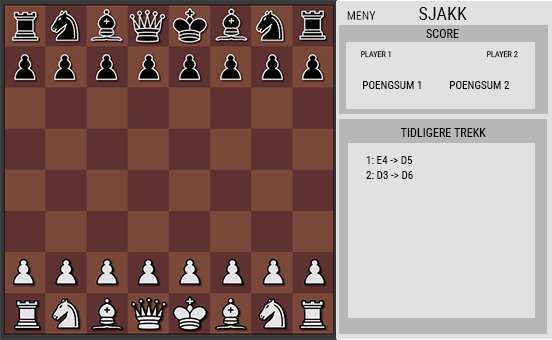 MENY SJAKK
SCORE
PLAYER 1 PLAYER 2
POENGSUM 1 POENGSUM 2
TIDLIGERE TREKK
1: E4 -> D5
2: D3 -> D6